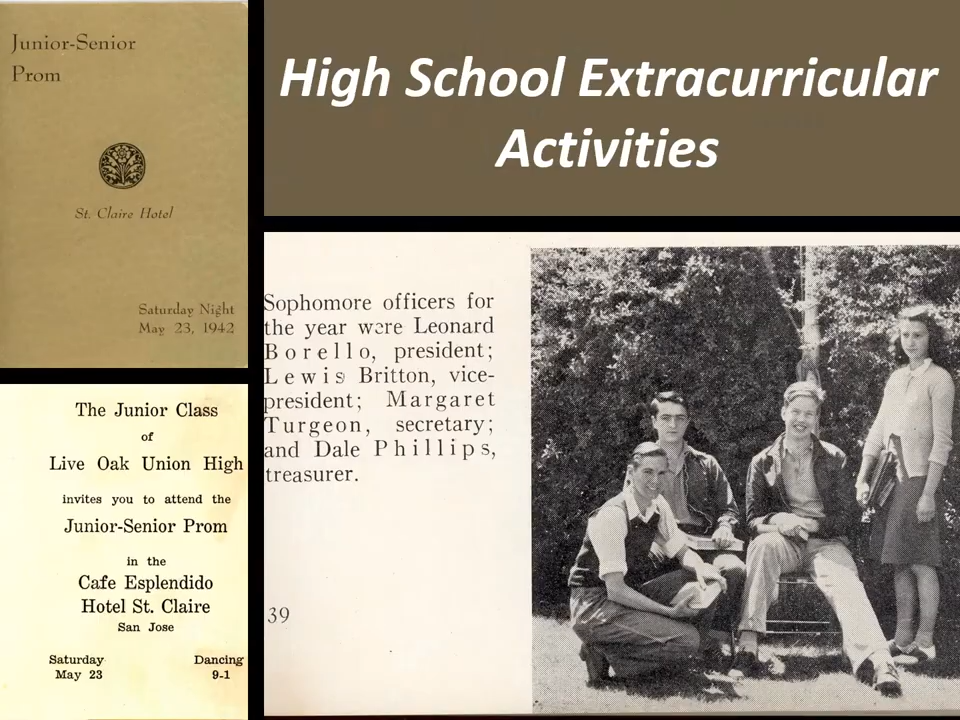 Junior-Senior
Prom
St. Claire Hotel
Saturday Night
May 23, 1942
High School Extracurricular
Activities
The Junior Class
of
Live Oak Union High
invites you to attend the
Junior-Senior Prom
in the
Cafe Esplendido
Hotel St. Claire
San Jose
Saturday
May 23
Dancing
9-1
Sophomore officers for
the year were Leonard
Borello, president;
Lewis Britton, vice-
president; Margaret
Turgeon, secretary;
and Dale Phillips,
treasurer.
39